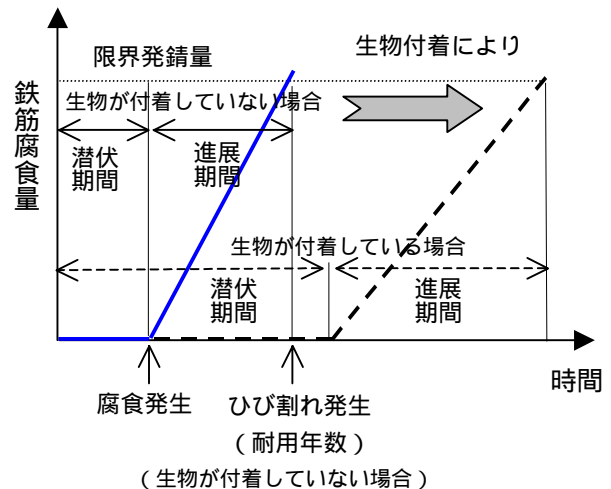 限界発錆量
生物付着により
生物が付着していない場合
鉄筋腐食量
潜伏
期間
進展
期間
生物が付着している場合
潜伏
期間
進展
期間
時間
腐食発生
ひび割れ発生
(耐用年数)
(生物が付着していない場合)